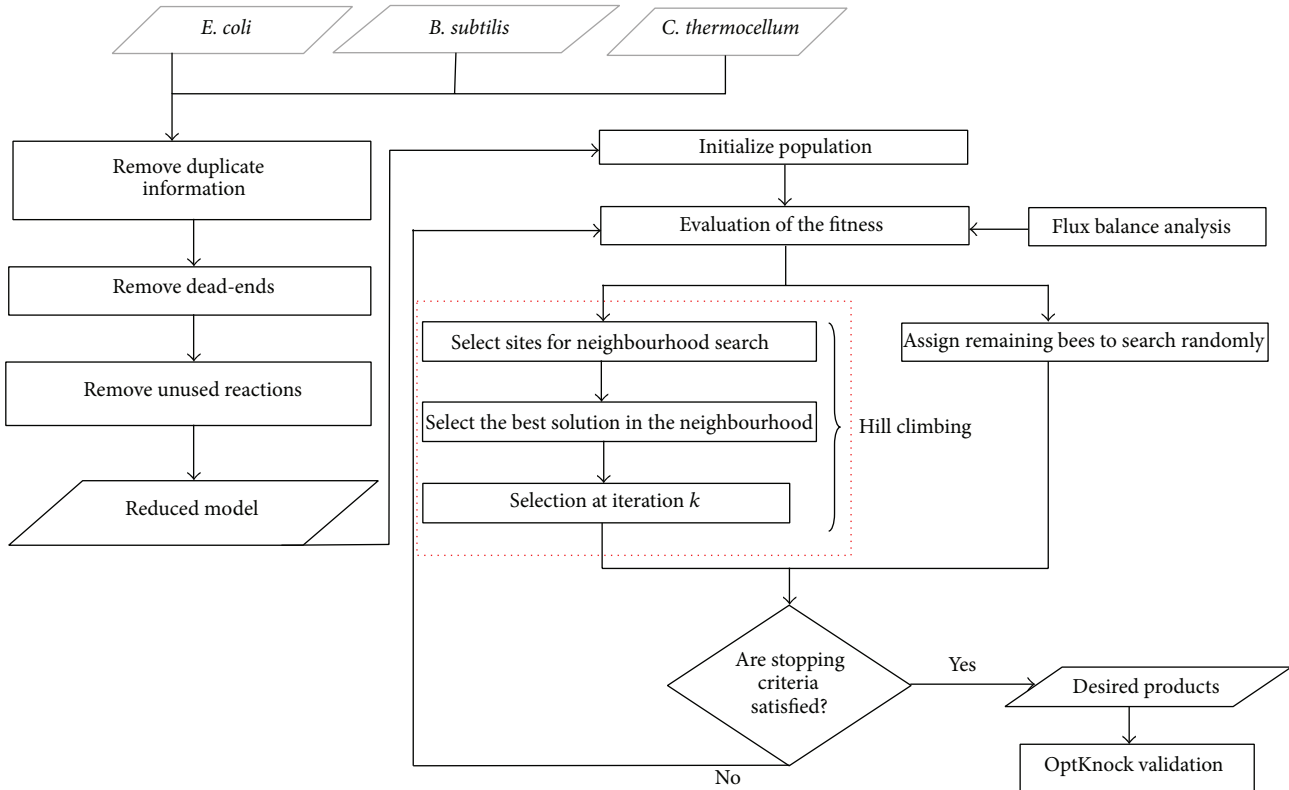 E. coli
B. subtilis
C. thermocellum
Remove duplicate
information
Remove dead-ends
Remove unused reactions
Reduced model
Initialize population
Evaluation of the fitness
Flux balance analysis
Select sites for neighbourhood search
Assign remaining bees to search randomly
Select the best solution in the neighbourhood
Hill climbing
Selection at iteration k
Are stopping
criteria
satisfied?
Yes
Desired products
No
OptKnock validation